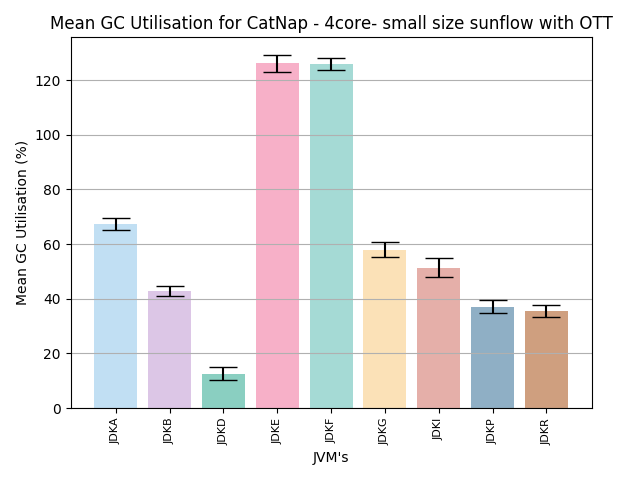 Mean GC Utilisation for CatNap - 4core- small size sunflow with OTT
Mean GC Utilisation (%)
120
100
80
60
40
20
0
JDKA
JDKB
JDKD
JDKE
JDKF
JDKG
JDKI
JDKP
JDKR
JVM's